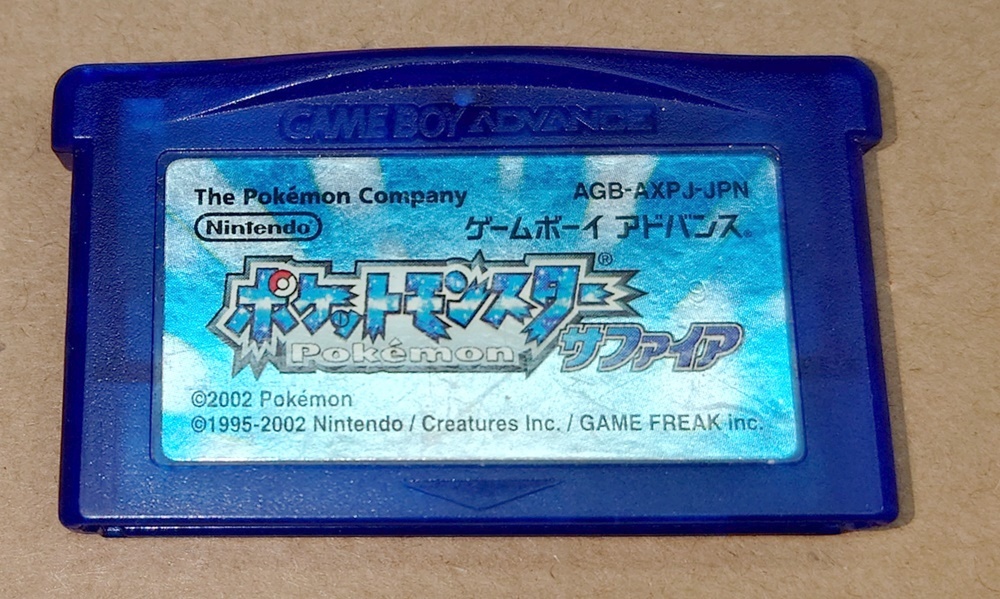 GAME BOY ADVANCE
The Pokémon Company
AGB-AXPJ-JPN
Nintendo®
ゲームボーイ アドバンス®
ポケットモンスター®
Pokémon
サファイア
©2002 Pokémon
©1995-2002 Nintendo / Creatures Inc. / GAME FREAK inc.